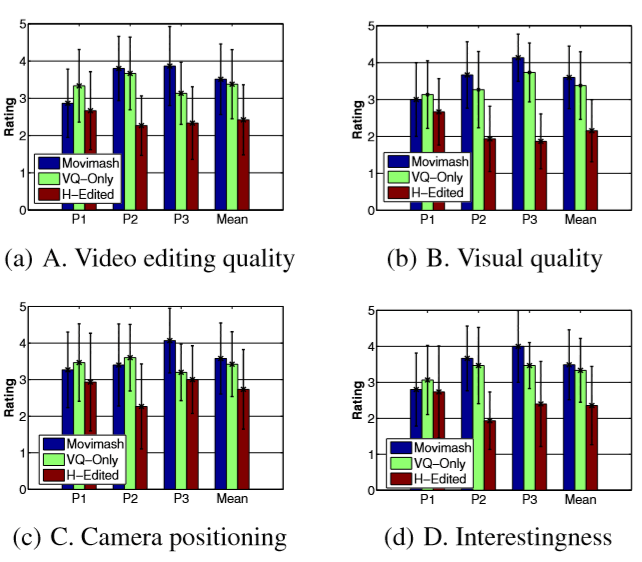 5
4
3
2
1
0
Rating
Movimash
VQ-Only
H-Edited
P1 P2 P3 Mean
(a) A. Video editing quality
5
4
3
2
1
0
Rating
Movimash
VQ-Only
H-Edited
P1 P2 P3 Mean
(b) B. Visual quality
5
4
3
2
1
0
Rating
Movimash
VQ-Only
H-Edited
P1 P2 P3 Mean
(c) C. Camera positioning
5
4
3
2
1
0
Rating
Movimash
VQ-Only
H-Edited
P1 P2 P3 Mean
(d) D. Interestingness